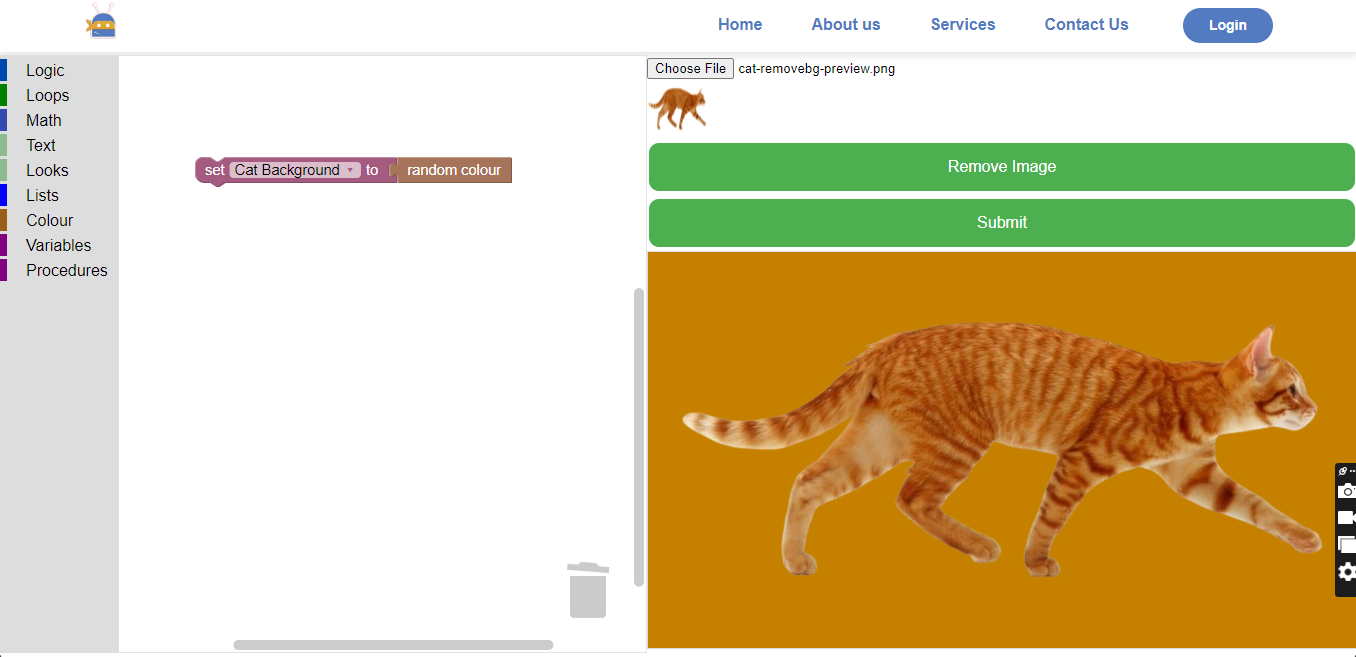 Home About us Services Contact Us Login
Logic
Loops
Math
Text
Looks
Lists
Colour
Variables
Procedures
set Cat Background to random colour
Choose File cat-removebg-preview.png
Remove Image
Submit